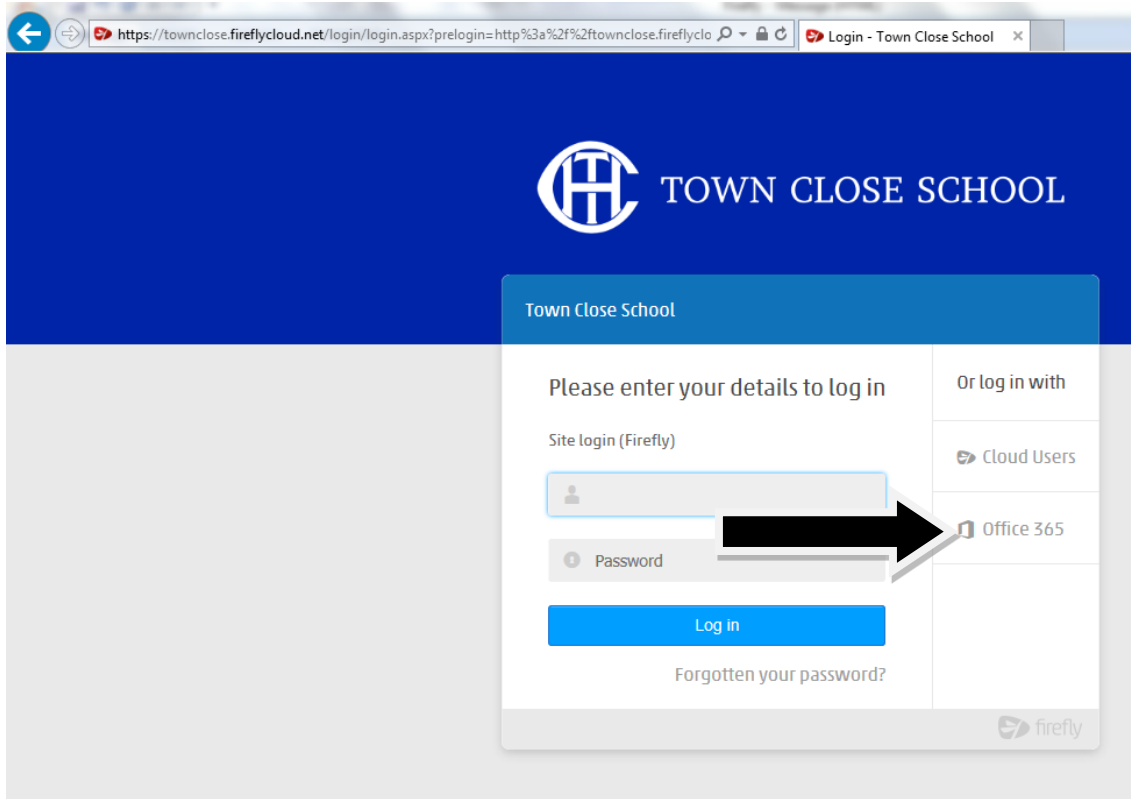 https://townclose.fireflycloud.net/login/login.aspx?prelogin=http%3a%2f%2ftownclose.fireflyclo
Login - Town Close School
TOWN CLOSE SCHOOL
Town Close School
Please enter your details to log in
Or log in with
Site login (Firefly)
Cloud Users
Office 365
Password
Log in
Forgotten your password?
firefly